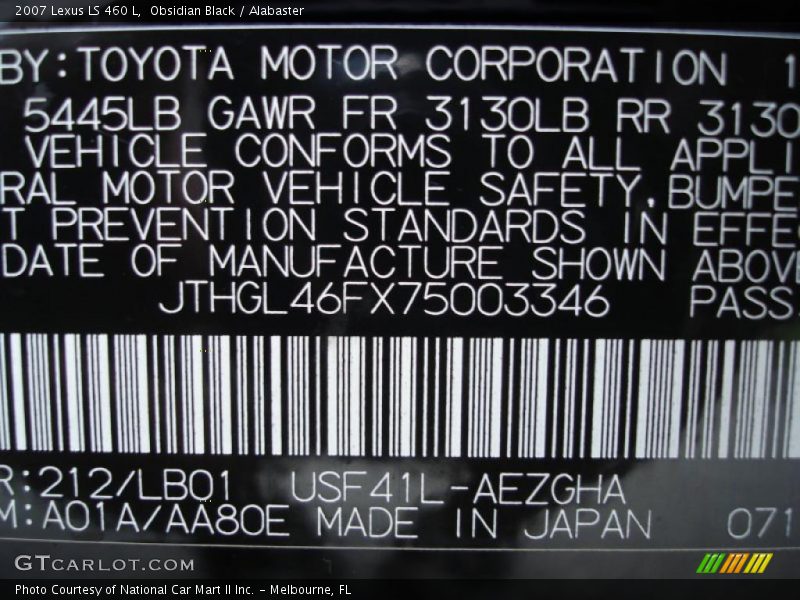 2007 Lexus LS 460 L,  Obsidian Black / Alabaster
BY:TOYOTA MOTOR CORPORATION 1
5445LB GAWR FR 3130LB RR 3130
VEHICLE CONFORMS TO ALL APPLI
RAL MOTOR VEHICLE SAFETY,BUMPE
T PREVENTION STANDARDS IN EFFE
DATE OF MANUFACTURE SHOWN ABOV
JTHGL46FX75003346 PASS
R:212/LB01 USF41L-AEZGHA
M:A01A/AA80E MADE IN JAPAN 071
GTCARLOT.COM
Photo Courtesy of National Car Mart II Inc. – Melbourne, FL